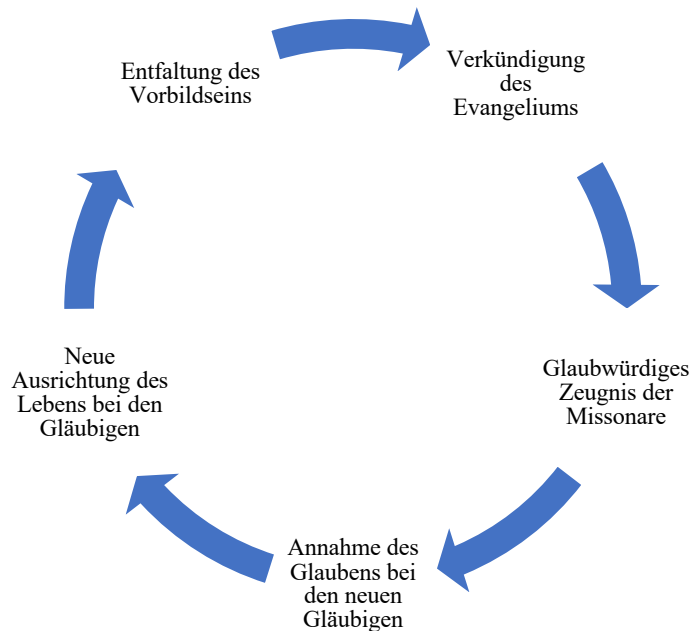 Entfaltung des
Vorbildseins
Verkündigung
des
Evangeliums
Glaubwürdiges
Zeugnis der
Missonare
Annahme des
Glaubens bei
den neuen
Gläubigen
Neue
Ausrichtung des
Lebens bei den
Gläubigen